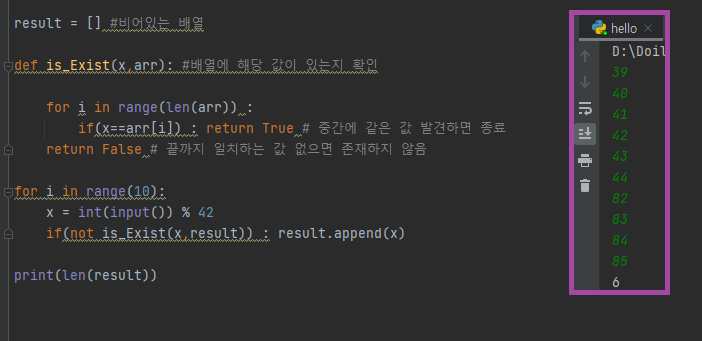 result = [] #비어있는 배열
def is_Exist(x,arr): #배열에 해당 값이 있는지 확인
for i in range(len(arr)) :
if(x==arr[i]) : return True # 중간에 같은 값 발견하면 종료
return False # 끝까지 일치하는 값 없으면 존재하지 않음
for i in range(10):
x = int(input()) % 42
if(not is_Exist(x,result)) : result.append(x)
print(len(result))
hello
D:\Doil
39
40
41
42
43
44
82
83
84
85
6